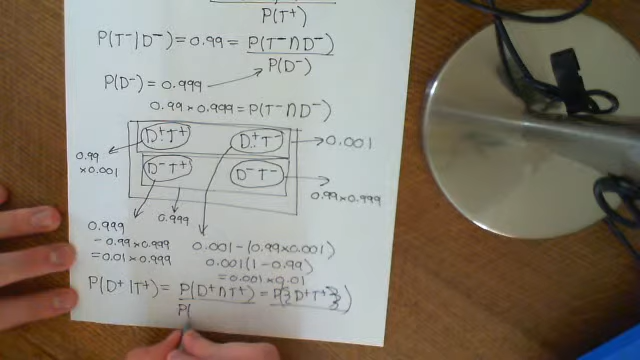 P(T⁺)
P(T⁻|D⁻) = 0.99 = P(T⁻∩D⁻)
P(D⁻)
P(D⁻) = 0.999
0.99 × 0.999 = P(T⁻∩D⁻)
D⁺T⁺ D⁺T⁻ 0.001
0.99
× 0.001
D⁻T⁺ D⁻T⁻
0.99 × 0.999
0.999
0.999
- 0.99 × 0.999
= 0.01 × 0.999
0.001 - (0.99 × 0.001)
0.001(1 - 0.99)
= 0.001 × 0.01
P(D⁺|T⁺) = P(D⁺∩T⁺) = P({D⁺T⁺})
P(